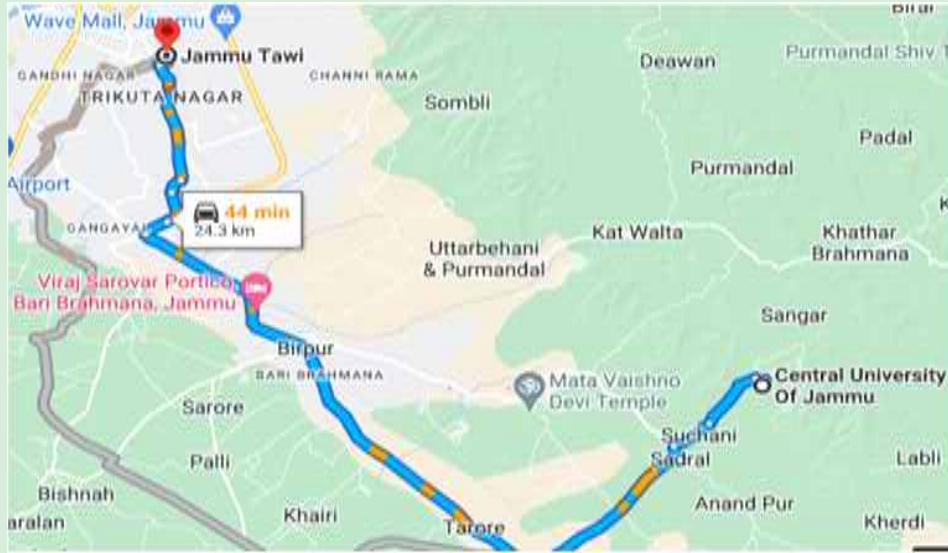 Wave Mall, Jammu
Jammu Tawi
GANDHI NAGAR
CHANNI RAMA
TRIKUTA NAGAR
Sombli
Deawan
Purmandal Shiv
Padal
Purmandal
Airport
44 min
24.3 km
Kat Walta
Khathar
Brahmana
Uttarbehani
& Purmandal
Viraj Sarovar Portico
Bari Brahmana, Jammu
Sangar
Birpur
BARI BRAHMANA
Mata Vaishno
Devi Temple
Central University
Of Jammu
Sarore
Suchani
Sadral
Palli
Labli
Bishnah
Anand Pur
Khairi
Tarore
aralan
Kherdi